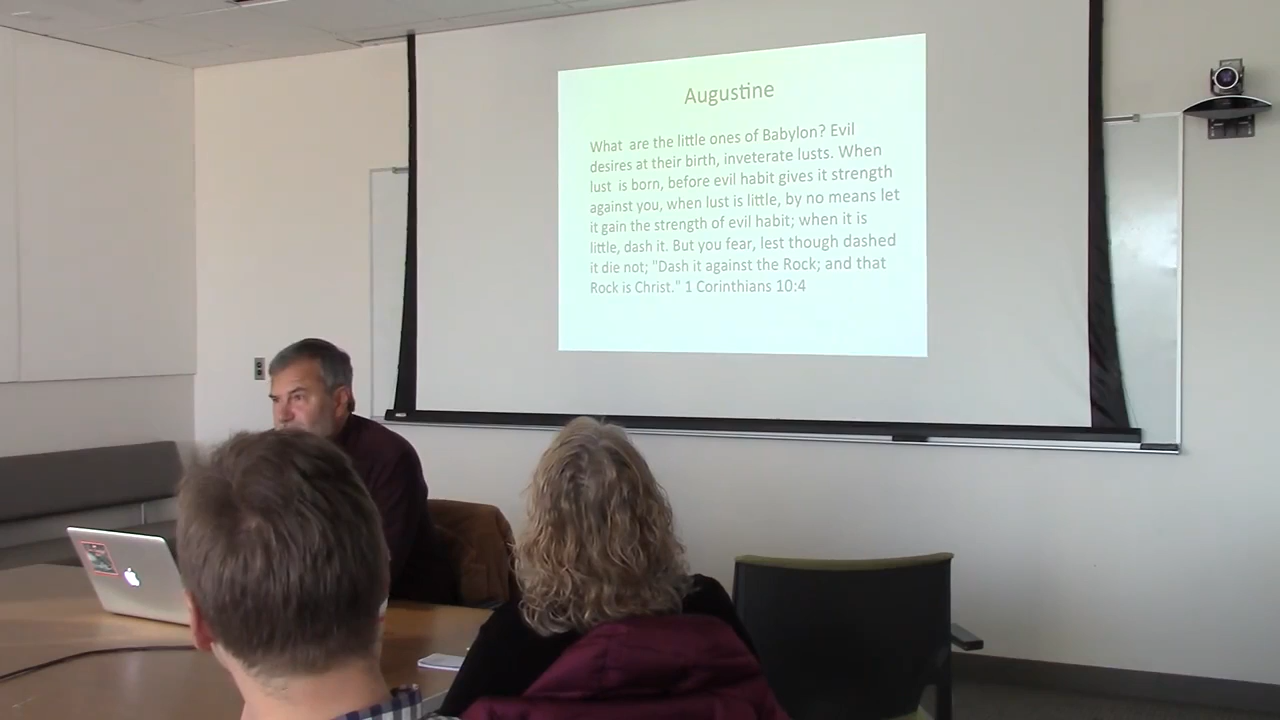 Augustine
What are the little ones of Babylon? Evil
desires at their birth, inveterate lusts. When
lust is born, before evil habit gives it strength
against you, when lust is little, by no means let
it gain the strength of evil habit; when it is
little, dash it. But you fear, lest though dashed
it die not; "Dash it against the Rock; and that
Rock is Christ." 1 Corinthians 10:4